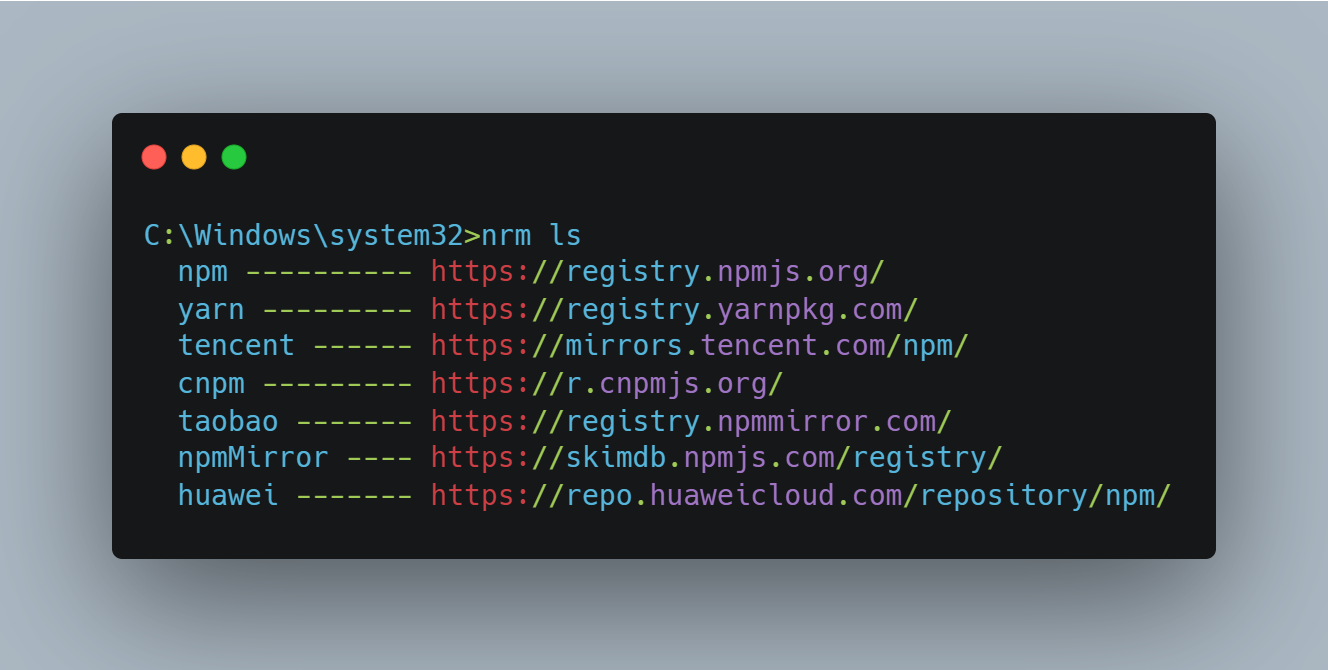 C:\Windows\system32>nrm ls
  npm ---------- https://registry.npmjs.org/
  yarn --------- https://registry.yarnpkg.com/
  tencent ------ https://mirrors.tencent.com/npm/
  cnpm --------- https://r.cnpmjs.org/
  taobao ------- https://registry.npmmirror.com/
  npmMirror ---- https://skimdb.npmjs.com/registry/
  huawei ------- https://repo.huaweicloud.com/repository/npm/